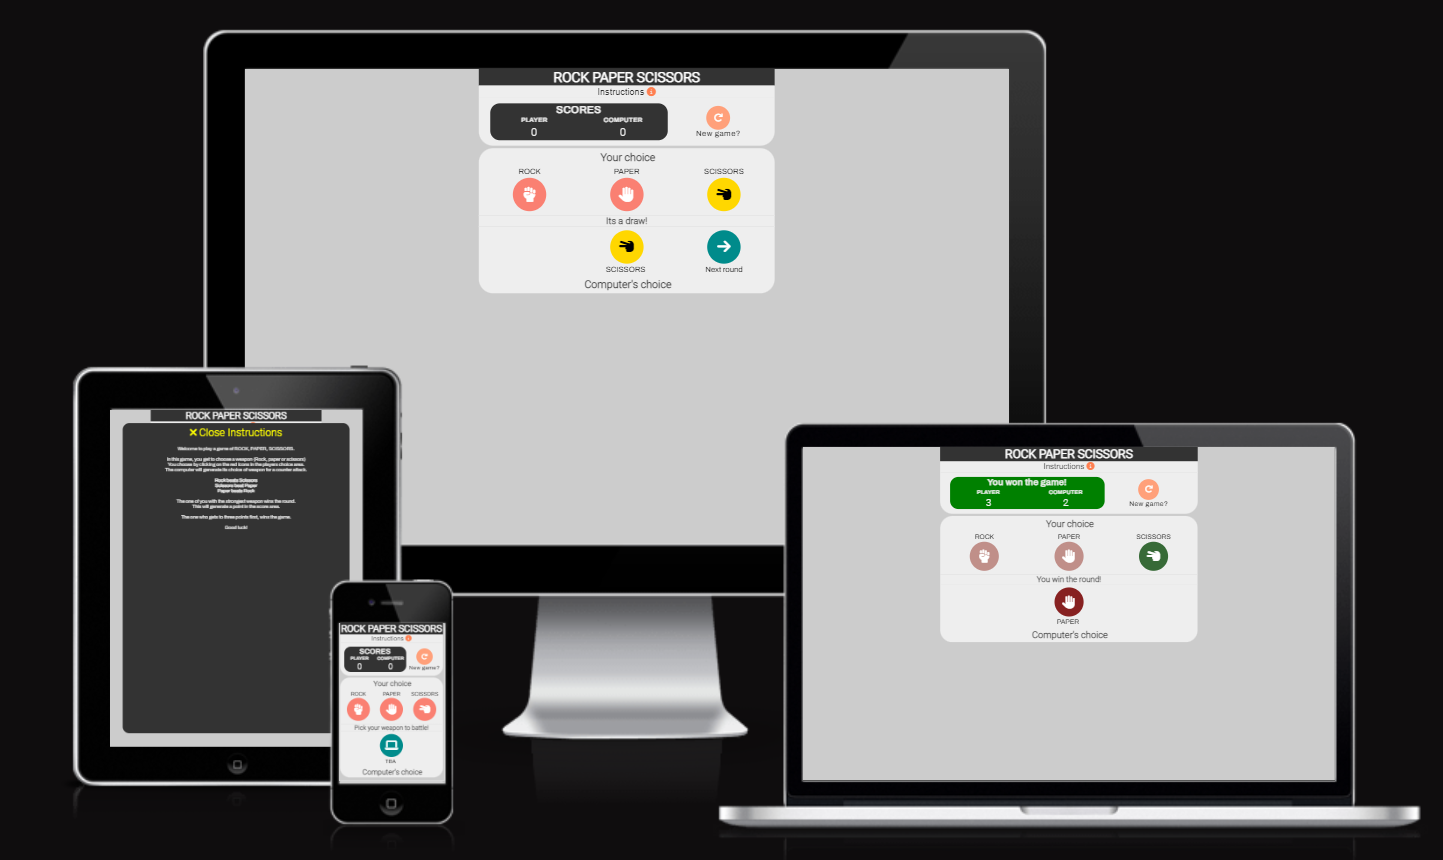 ROCK PAPER SCISSORS
Instructions
SCORES
PLAYER COMPUTER
0 0
New game?
Your choice
ROCK PAPER SCISSORS
Its a draw!
SCISSORS Next round
Computer's choice
ROCK PAPER SCISSORS
Close Instructions
Welcome to play a game of ROCK, PAPER, SCISSORS.
In this game, you get to choose a weapon (Rock, paper or scissors)
You choose by clicking on the red icons in the players choice area.
The computer will generate its choice of weapon for a counter attack.
Rock beats Scissors
Scissors beat Paper
Paper beats Rock
The one of you with the strongest weapon wins the round.
This will generate a point in the score area.
The one who gets to three points first, wins the game.
Good luck!
ROCK PAPER SCISSORS
Instructions
SCORES
PLAYER COMPUTER
0 0
New game?
Your choice
ROCK PAPER SCISSORS
Pick your weapon to battle!
TBA
Computer's choice
ROCK PAPER SCISSORS
Instructions
You won the game!
PLAYER COMPUTER
3 2
New game?
Your choice
ROCK PAPER SCISSORS
You win the round!
PAPER
Computer's choice